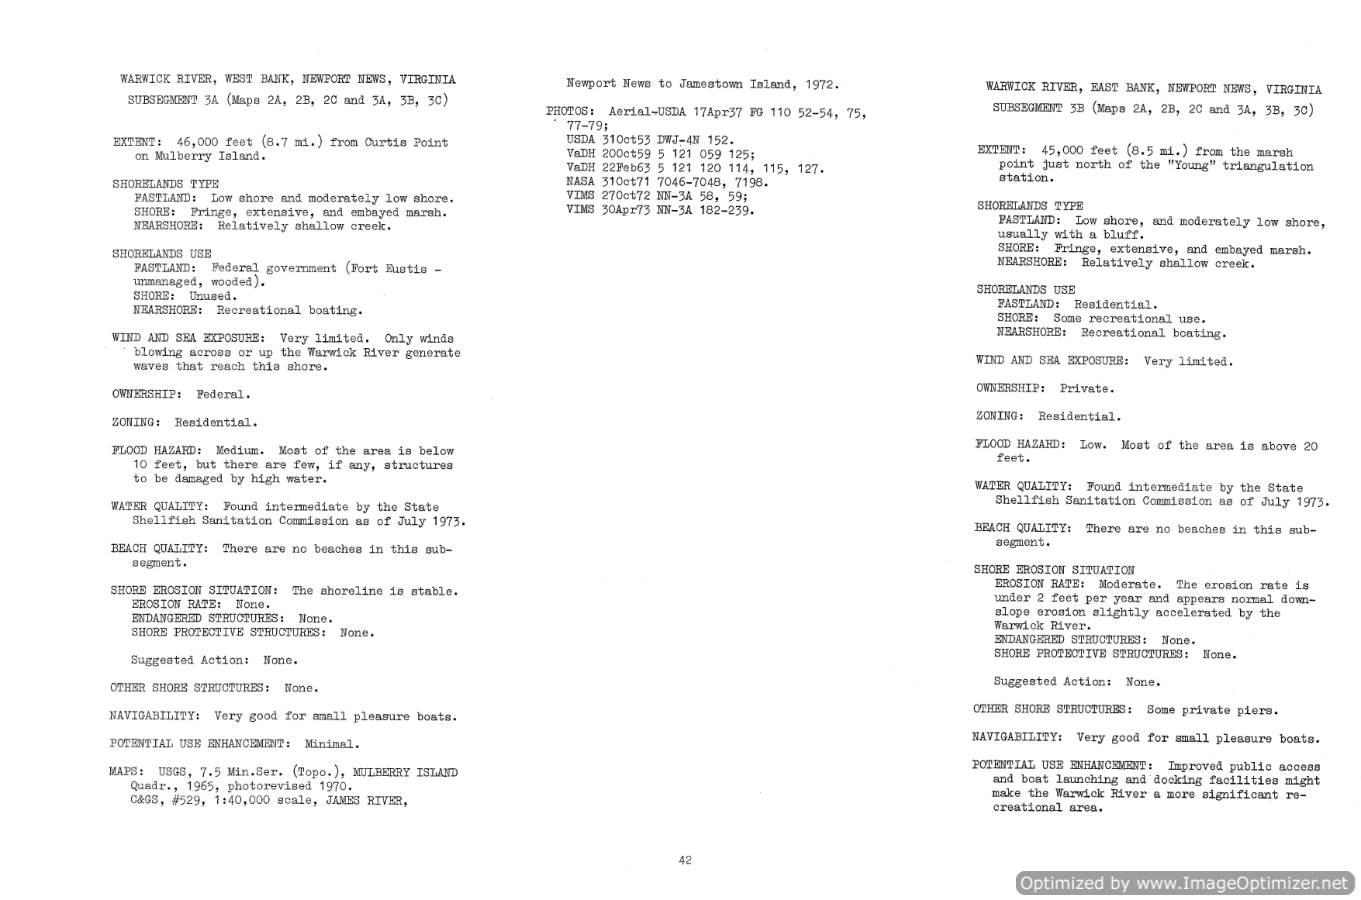 WARWICK RIVER, WEST BANK, NEWPORT NEWS, VIRGINIA
SUBSEGMENT 3A (Maps 2A, 2B, 2C and 3A, 3B, 3C)
EXTENT: 46,000 feet (8.7 mi.) from Curtis Point
on Mulberry Island.
SHORELANDS TYPE
FASTLAND: Low shore and moderately low shore.
SHORE: Fringe, extensive, and embayed marsh.
NEARSHORE: Relatively shallow creek.
SHORELANDS USE
FASTLAND: Federal government (Fort Eustis -
unmanaged, wooded).
SHORE: Unused.
NEARSHORE: Recreational boating.
WIND AND SEA EXPOSURE: Very limited. Only winds
blowing across or up the Warwick River generate
waves that reach this shore.
OWNERSHIP: Federal.
ZONING: Residential.
FLOOD HAZARD: Medium. Most of the area is below
10 feet, but there are few, if any, structures
to be damaged by high water.
WATER QUALITY: Found intermediate by the State
Shellfish Sanitation Commission as of July 1973.
BEACH QUALITY: There are no beaches in this sub-
segment.
SHORE EROSION SITUATION: The shoreline is stable.
EROSION RATE: None.
ENDANGERED STRUCTURES: None.
SHORE PROTECTIVE STRUCTURES: None.
Suggested Action: None.
OTHER SHORE STRUCTURES: None.
NAVIGABILITY: Very good for small pleasure boats.
POTENTIAL USE ENHANCEMENT: Minimal.
MAPS: USGS, 7.5 Min.Ser. (Topo.), MULBERRY ISLAND
Quadr., 1965, photorevised 1970.
C&GS, #529, 1:40,000 scale, JAMES RIVER,
Newport News to Jamestown Island, 1972.
PHOTOS: Aerial-USDA 17Apr37 FG 110 52-54, 75,
77-79;
USDA 31Oct53 DWJ-4N 152.
VaDH 20Oct59 5 121 059 125;
VaDH 22Feb63 5 121 120 114, 115, 127.
NASA 31Oct71 7046-7048, 7198.
VIMS 27Oct72 NN-3A 58, 59;
VIMS 30Apr73 NN-3A 182-239.
WARWICK RIVER, EAST BANK, NEWPORT NEWS, VIRGINIA
SUBSEGMENT 3B (Maps 2A, 2B, 2C and 3A, 3B, 3C)
EXTENT: 45,000 feet (8.5 mi.) from the marsh
point just north of the "Young" triangulation
station.
SHORELANDS TYPE
FASTLAND: Low shore, and moderately low shore,
usually with a bluff.
SHORE: Fringe, extensive, and embayed marsh.
NEARSHORE: Relatively shallow creek.
SHORELANDS USE
FASTLAND: Residential.
SHORE: Some recreational use.
NEARSHORE: Recreational boating.
WIND AND SEA EXPOSURE: Very limited.
OWNERSHIP: Private.
ZONING: Residential.
FLOOD HAZARD: Low. Most of the area is above 20
feet.
WATER QUALITY: Found intermediate by the State
Shellfish Sanitation Commission as of July 1973.
BEACH QUALITY: There are no beaches in this sub-
segment.
SHORE EROSION SITUATION
EROSION RATE: Moderate. The erosion rate is
under 2 feet per year and appears normal down-
slope erosion slightly accelerated by the
Warwick River.
ENDANGERED STRUCTURES: None.
SHORE PROTECTIVE STRUCTURES: None.
Suggested Action: None.
OTHER SHORE STRUCTURES: Some private piers.
NAVIGABILITY: Very good for small pleasure boats.
POTENTIAL USE ENHANCEMENT: Improved public access
and boat launching and docking facilities might
make the Warwick River a more significant re-
creational area.
42
Optimized by www.ImageOptimizer.net